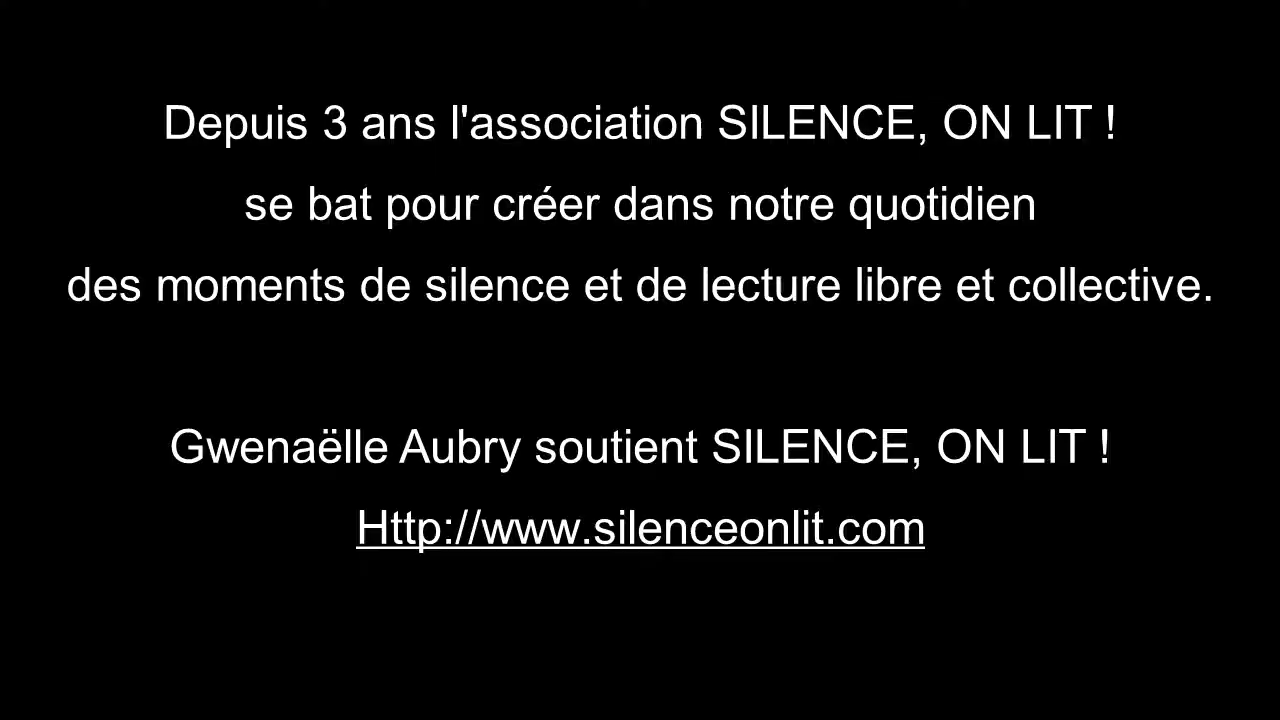 Depuis 3 ans l'association SILENCE, ON LIT !
se bat pour créer dans notre quotidien
des moments de silence et de lecture libre et collective.
Gwenaëlle Aubry soutient SILENCE, ON LIT !
Http://www.silenceonlit.com